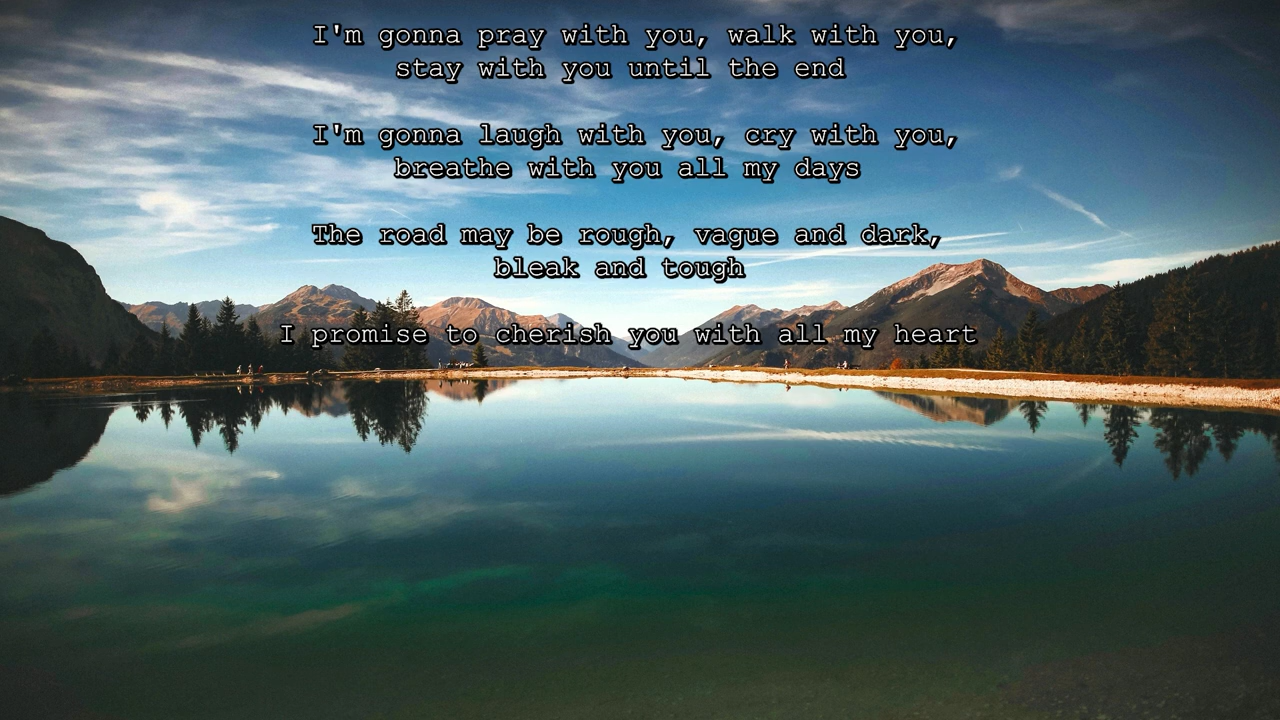 I'm gonna pray with you, walk with you,
stay with you until the end
I'm gonna laugh with you, cry with you,
breathe with you all my days
The road may be rough, vague and dark,
bleak and tough
I promise to cherish you with all my heart